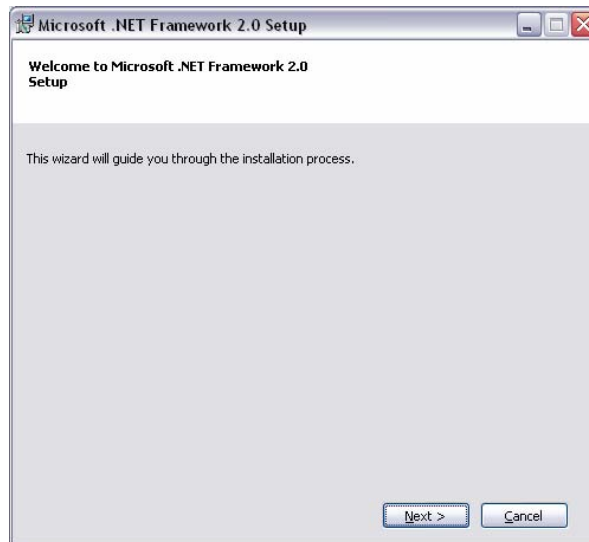 Microsoft .NET Framework 2.0 Setup
Welcome to Microsoft .NET Framework 2.0
Setup
This wizard will guide you through the installation process.
Next >
Cancel